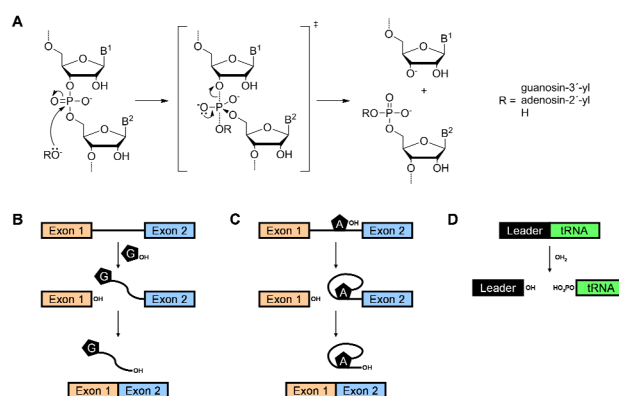 A
O
B¹
O
O
OH
O=P-O⁻
O
B²
O
RO⁻
O
OH
‡
O
B¹
O
O
OH
⁻O-P-O⁻
OR
O
B²
O
O
OH
O
B¹
O
O⁻
OH
+
O
RO-P-O⁻
O
B²
O
O
OH
guanosin-3´-yl
R = adenosin-2´-yl
H
B
Exon 1
Exon 2
G OH
G
Exon 1 OH
Exon 2
G
OH
Exon 1 Exon 2
C
A OH
Exon 1
Exon 2
A
Exon 1 OH
Exon 2
A
OH
Exon 1 Exon 2
D
Leader tRNA
OH₂
Leader OH
HO₃PO tRNA